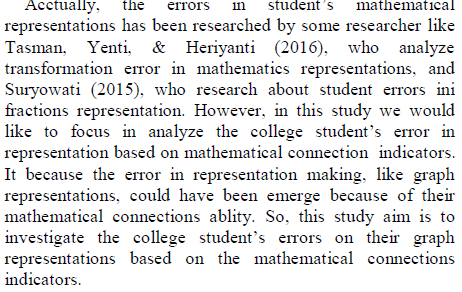 Acctually, the errors in student's mathematical
representations has been researched by some researcher like
Tasman, Yenti, & Heriyanti (2016), who analyze
transformation error in mathematics representations, and
Suryowati (2015), who research about student errors ini
fractions representation. However, in this study we would
like to focus in analyze the college student's error in
representation based on mathematical connection indicators.
It because the error in representation making, like graph
representations, could have been emerge because of their
mathematical connections ablity. So, this study aim is to
investigate the college student's errors on their graph
representations based on the mathematical connections
indicators.